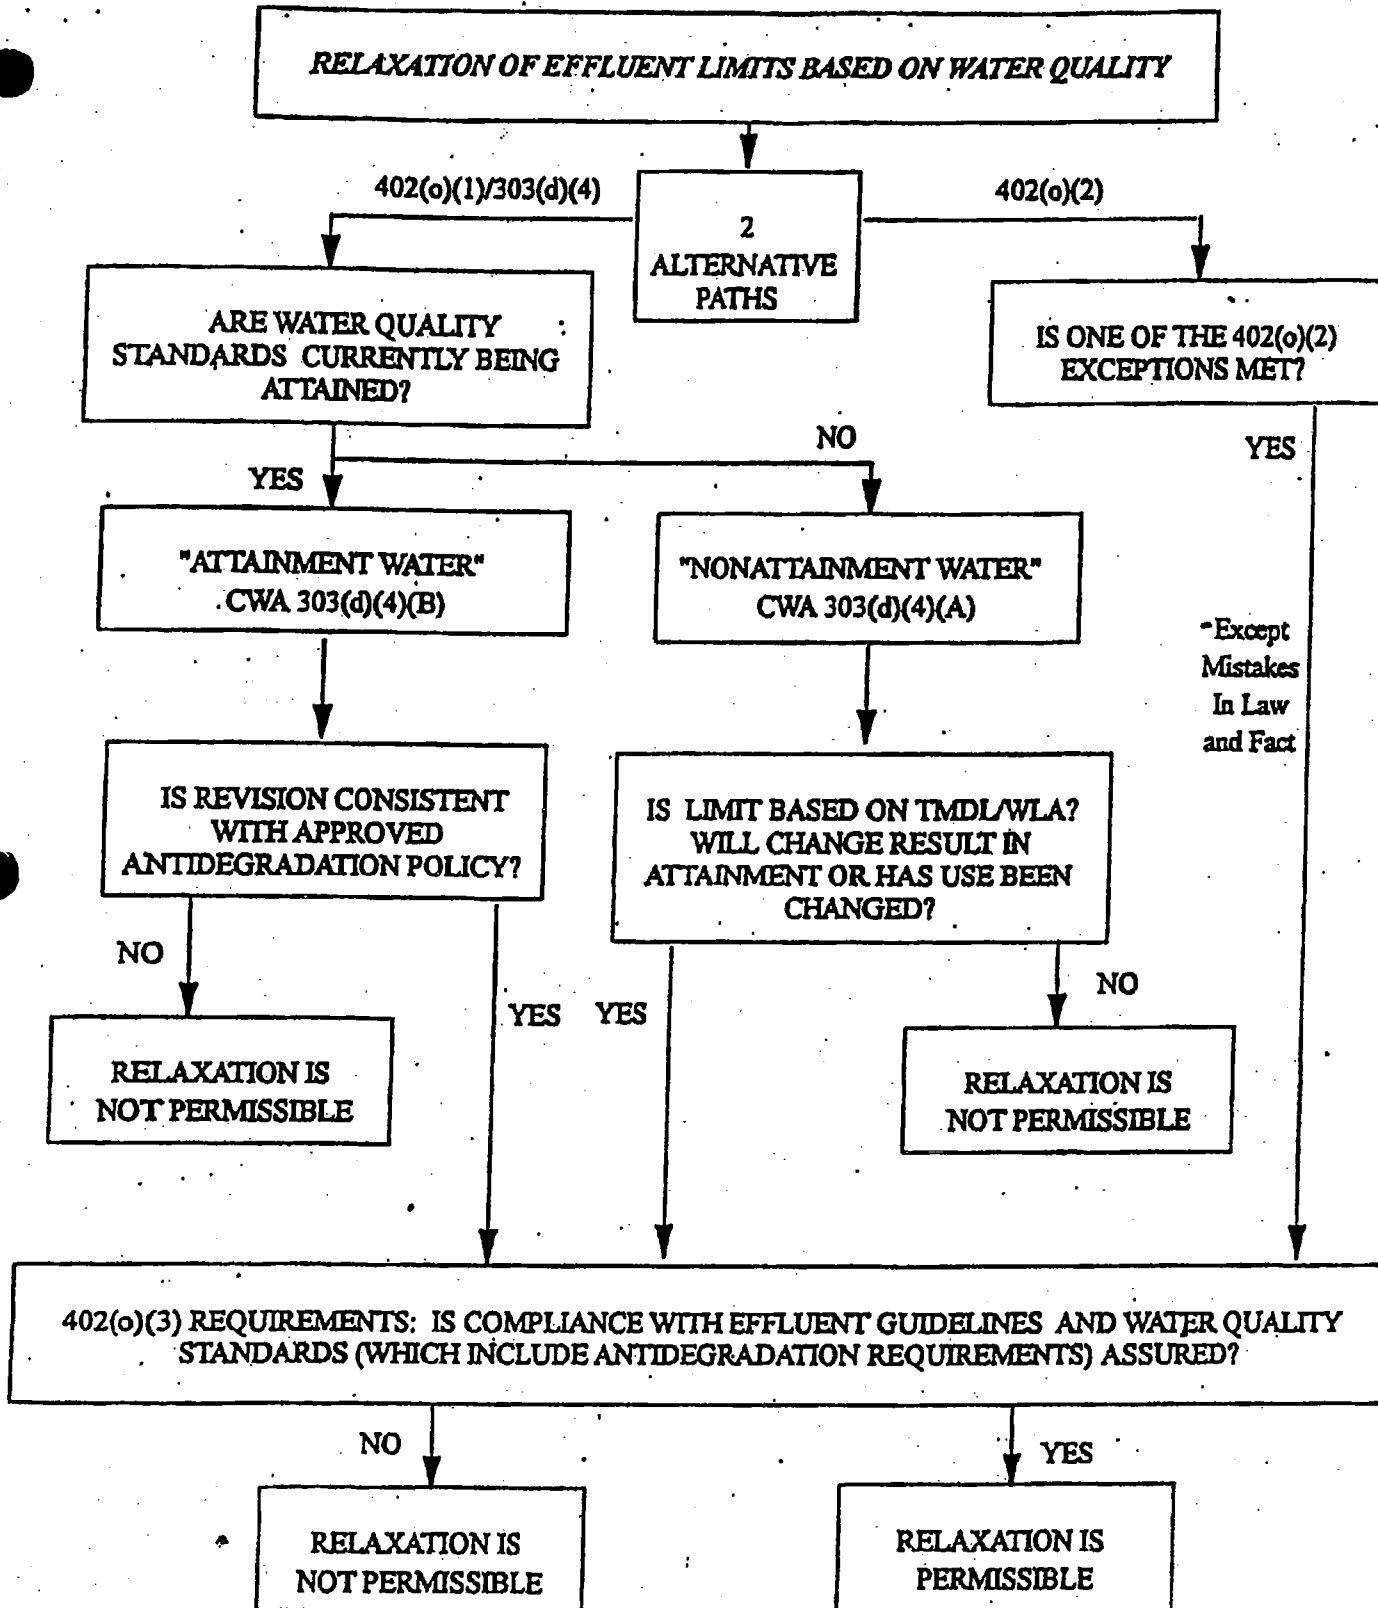 RELAXATION OF EFFLUENT LIMITS BASED ON WATER QUALITY
402(o)(1)/303(d)(4)
402(o)(2)
2
ALTERNATIVE
PATHS
ARE WATER QUALITY
STANDARDS CURRENTLY BEING
ATTAINED?
IS ONE OF THE 402(o)(2)
EXCEPTIONS MET?
NO
YES
YES
"ATTAINMENT WATER"
CWA 303(d)(4)(B)
"NONATTAINMENT WATER"
CWA 303(d)(4)(A)
Except
Mistakes
In Law
and Fact
IS REVISION CONSISTENT
WITH APPROVED
ANTIDEGRADATION POLICY?
IS LIMIT BASED ON TMDL/WLA?
WILL CHANGE RESULT IN
ATTAINMENT OR HAS USE BEEN
CHANGED?
NO
YES
YES
NO
RELAXATION IS
NOT PERMISSIBLE
RELAXATION IS
NOT PERMISSIBLE
402(o)(3) REQUIREMENTS: IS COMPLIANCE WITH EFFLUENT GUIDELINES AND WATER QUALITY
STANDARDS (WHICH INCLUDE ANTIDEGRADATION REQUIREMENTS) ASSURED?
NO
YES
RELAXATION IS
NOT PERMISSIBLE
RELAXATION IS
PERMISSIBLE